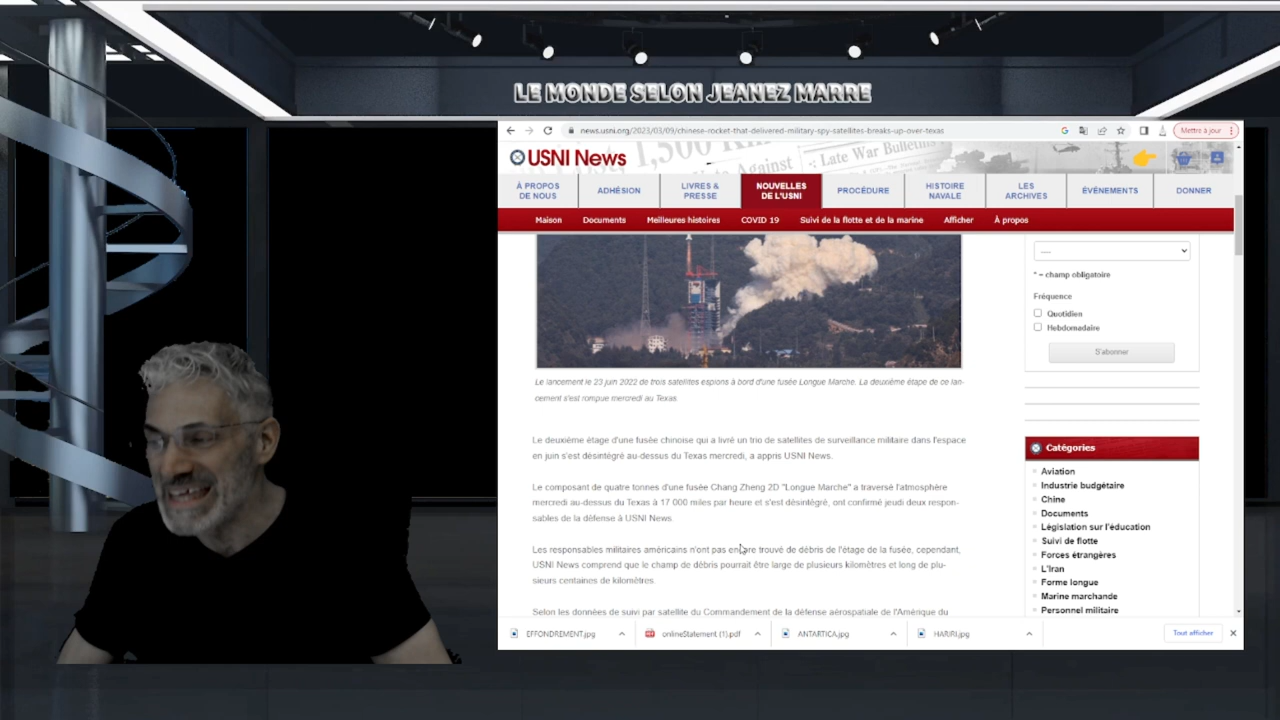 LE MONDE SELON JEANEZ MARRE
news.usni.org/2023/03/09/chinese-rocket-that-delivered-military-spy-satellites-breaks-up-over-texas
Mettre à jour
USNI News
1,500
Against
Late War Bulletins
À PROPOS
DE NOUS
ADHÉSION
LIVRES &
PRESSE
NOUVELLES
DE L'USNI
PROCÉDURE
HISTOIRE
NAVALE
LES
ARCHIVES
ÉVÉNEMENTS
DONNER
Maison Documents Meilleures histoires COVID 19 Suivi de la flotte et de la marine Afficher À propos
Le lancement le 23 juin 2022 de trois satellites espions à bord d'une fusée Longue Marche. La deuxième étape de ce lan-
cement s'est rompue mercredi au Texas
Le deuxième étage d'une fusée chinoise qui a livré un trio de satellites de surveillance militaire dans l'espace
en juin s'est désintégré au-dessus du Texas mercredi, a appris USNI News.
Le composant de quatre tonnes d'une fusée Chang Zheng 2D "Longue Marche" a traversé l'atmosphère
mercredi au-dessus du Texas à 17 000 miles par heure et s'est désintégré, ont confirmé jeudi deux respon-
sables de la défense à USNI News.
Les responsables militaires américains n'ont pas encore trouvé de débris de l'étage de la fusée, cependant,
USNI News comprend que le champ de débris pourrait être large de plusieurs kilomètres et long de plu-
sieurs centaines de kilomètres.
Selon les données de suivi par satellite du Commandement de la défense aérospatiale de l'Amérique du
----
* = champ obligatoire
Fréquence
Quotidien
Hebdomadaire
S'abonner
Catégories
Aviation
Industrie budgétaire
Chine
Documents
Législation sur l'éducation
Suivi de flotte
Forces étrangères
L'Iran
Forme longue
Marine marchande
Personnel militaire
EFFONDREMENT.jpg
onlineStatement (1).pdf
ANTARTICA.jpg
HARIRI.jpg
Tout afficher